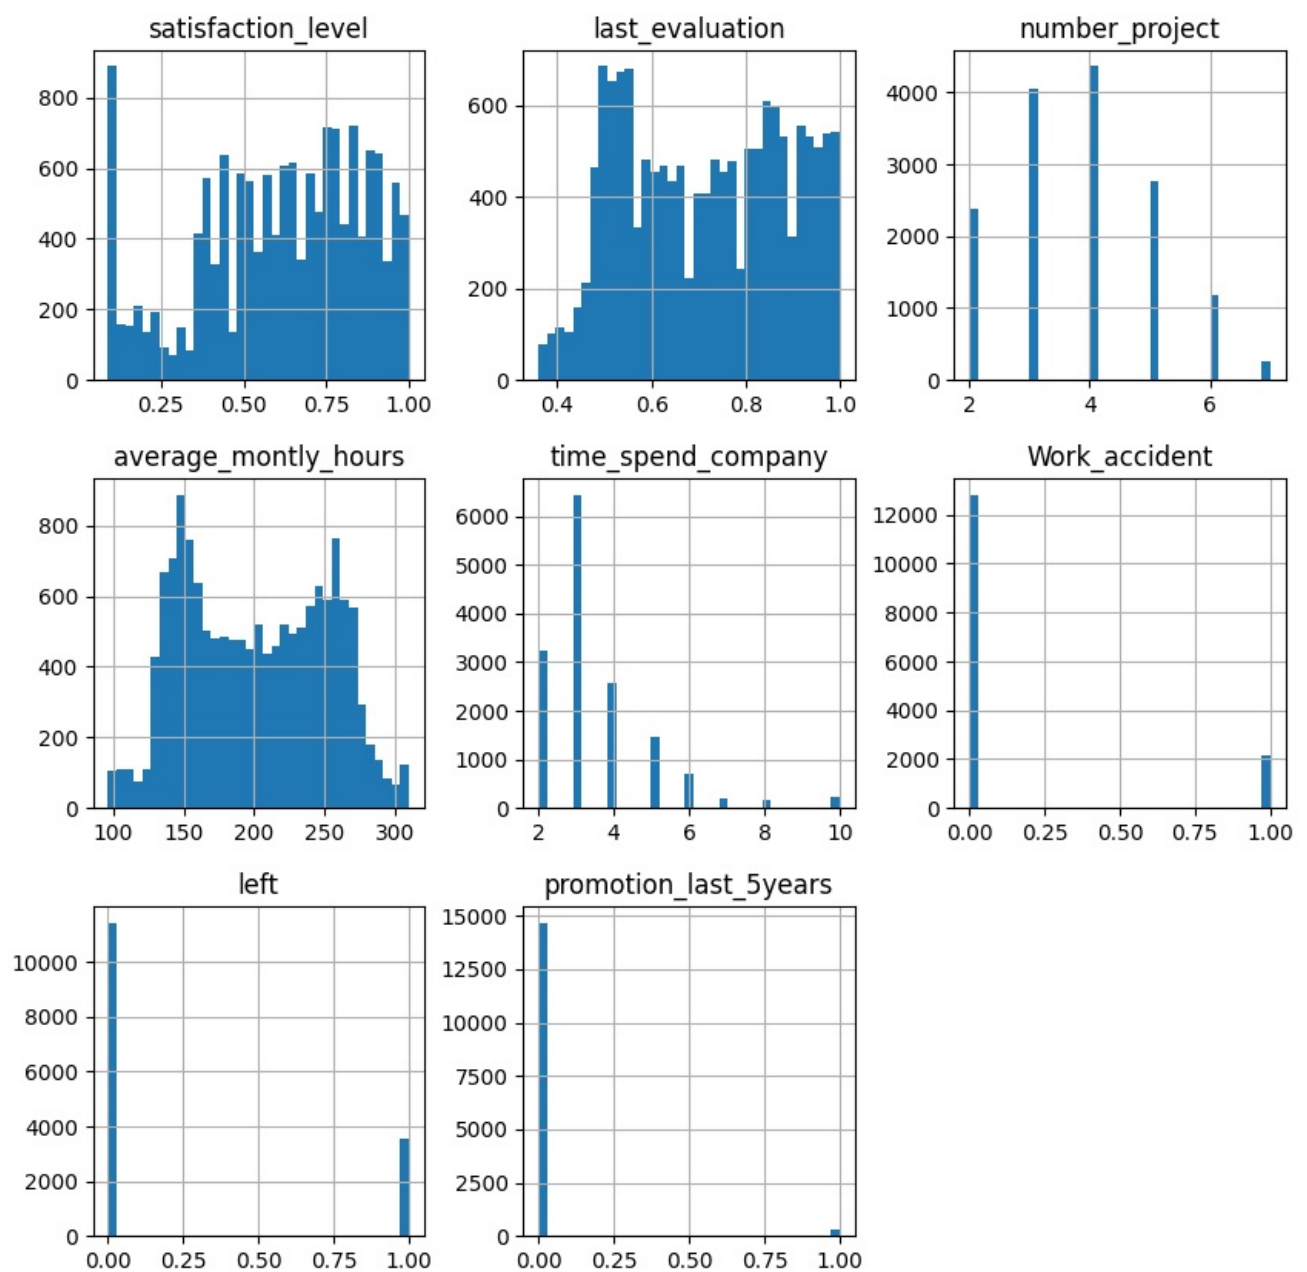 satisfaction_level
800
600
400
200
0
0.25 0.50 0.75 1.00
last_evaluation
600
400
200
0
0.4 0.6 0.8 1.0
number_project
4000
3000
2000
1000
0
2 4 6
average_montly_hours
800
600
400
200
0
100 150 200 250 300
time_spend_company
6000
5000
4000
3000
2000
1000
0
2 4 6 8 10
Work_accident
12000
10000
8000
6000
4000
2000
0
0.00 0.25 0.50 0.75 1.00
left
10000
8000
6000
4000
2000
0
0.00 0.25 0.50 0.75 1.00
promotion_last_5years
15000
12500
10000
7500
5000
2500
0
0.00 0.25 0.50 0.75 1.00